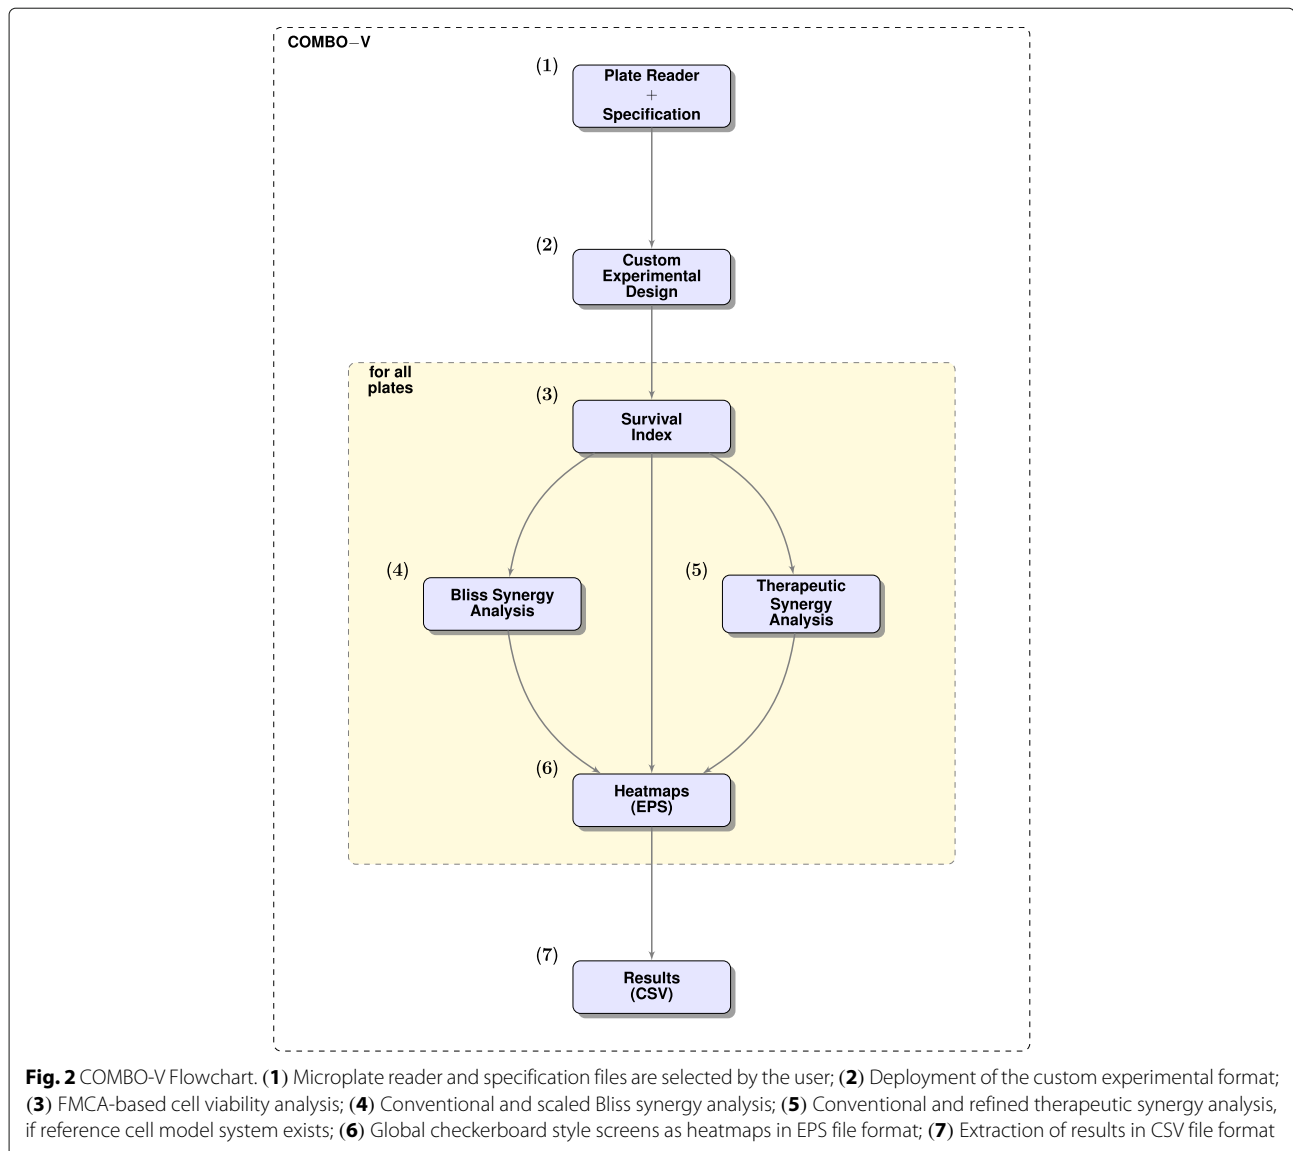 COMBO−V
(1)
Plate Reader
+
Specification
(2)
Custom
Experimental
Design
for all
plates
(3)
Survival
Index
(4)
Bliss Synergy
Analysis
(5)
Therapeutic
Synergy
Analysis
(6)
Heatmaps
(EPS)
(7)
Results
(CSV)
Fig. 2 COMBO-V Flowchart. (1) Microplate reader and specification files are selected by the user; (2) Deployment of the custom experimental format;
(3) FMCA-based cell viability analysis; (4) Conventional and scaled Bliss synergy analysis; (5) Conventional and refined therapeutic synergy analysis,
if reference cell model system exists; (6) Global checkerboard style screens as heatmaps in EPS file format; (7) Extraction of results in CSV file format